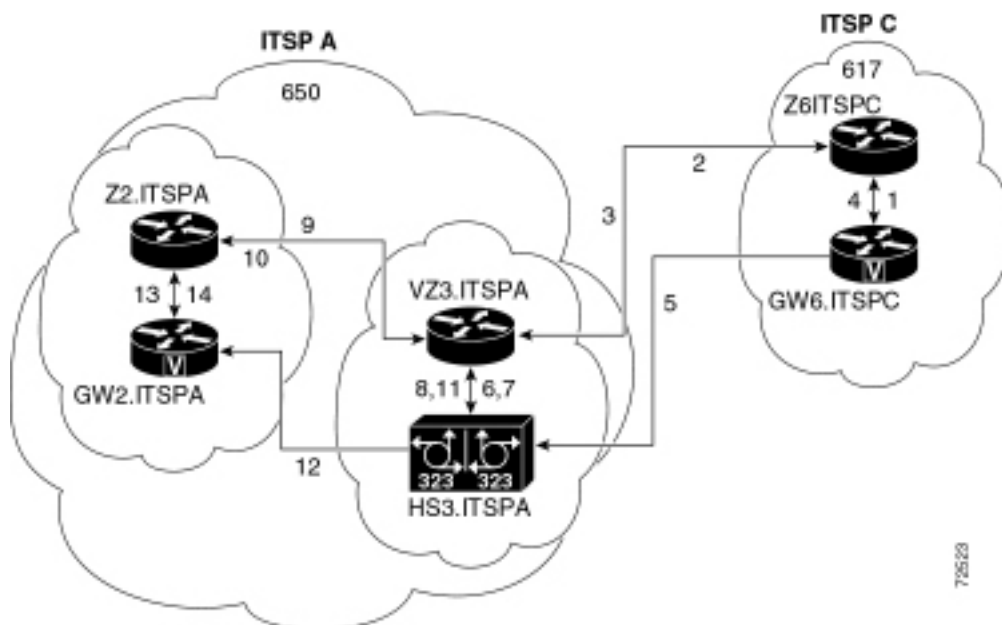 ITSP A
ITSP C
650
617
Z6ITSPC
2
Z2.ITSPA
3
4 1
9
10
VZ3.ITSPA
V
GW6.ITSPC
13 14
5
V
GW2.ITSPA
8,11 6,7
12
323 323
HS3.ITSPA
72523